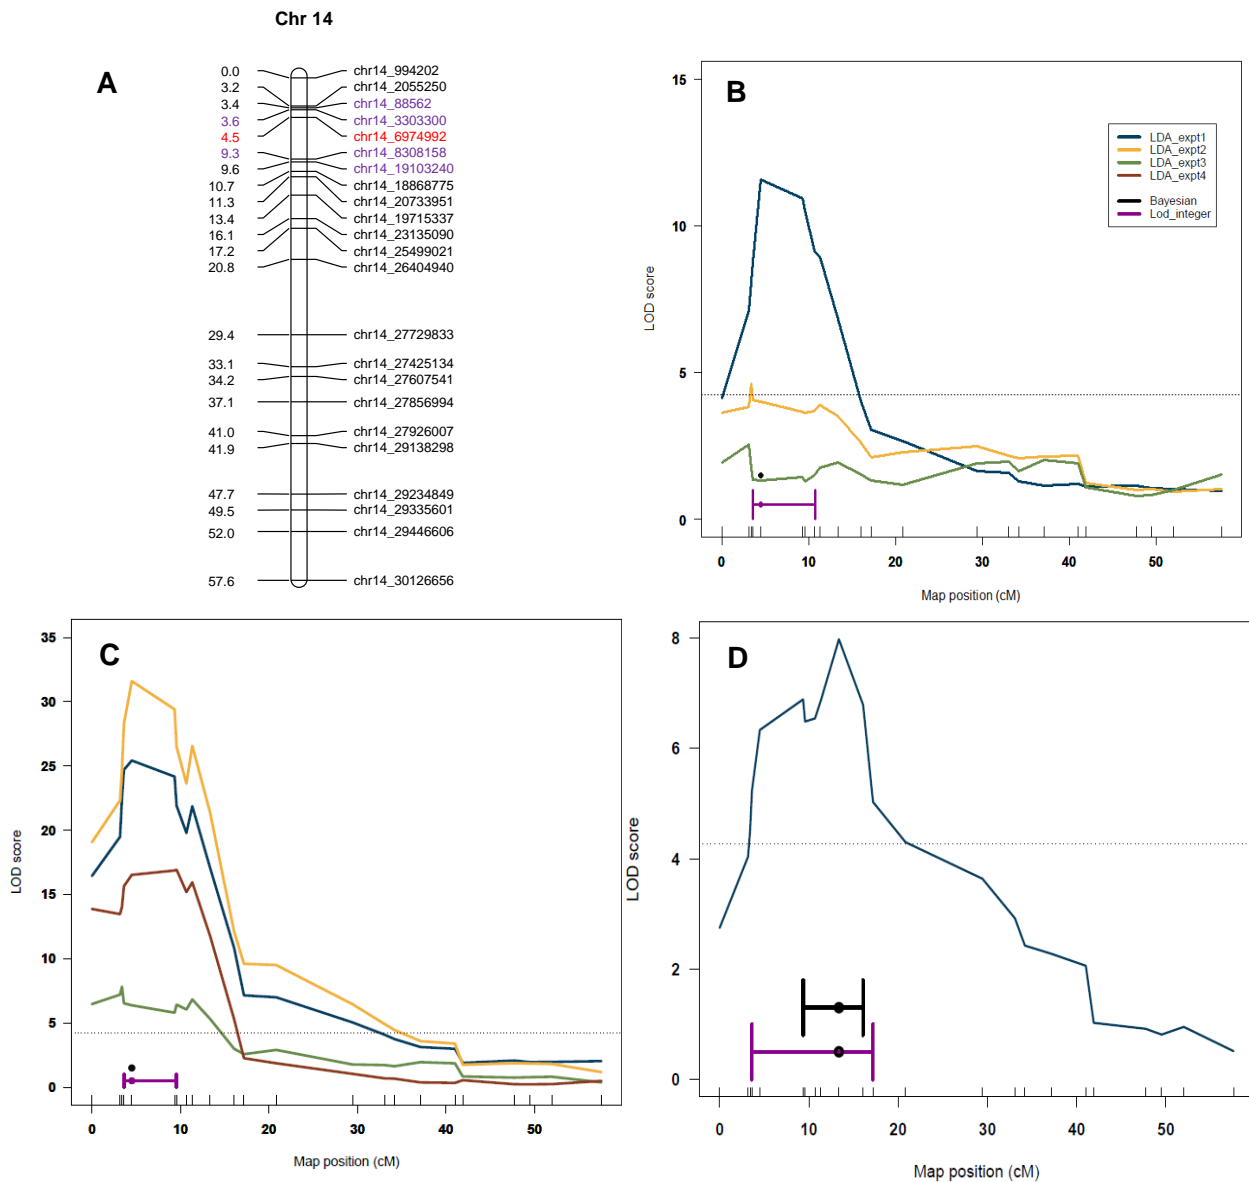 Chr 14
A
0.0 chr14_994202
3.2 chr14_2055250
3.4 chr14_88562
3.6 chr14_3303300
4.5 chr14_6974992
9.3 chr14_8308158
9.6 chr14_19103240
10.7 chr14_18868775
11.3 chr14_20733951
13.4 chr14_19715337
16.1 chr14_23135090
17.2 chr14_25499021
20.8 chr14_26404940
29.4 chr14_27729833
33.1 chr14_27425134
34.2 chr14_27607541
37.1 chr14_27856994
41.0 chr14_27926007
41.9 chr14_29138298
47.7 chr14_29234849
49.5 chr14_29335601
52.0 chr14_29446606
57.6 chr14_30126656
B
15
10
5
0
LOD score
LDA_expt1
LDA_expt2
LDA_expt3
LDA_expt4
Bayesian
Lod_integer
0 10 20 30 40 50
Map position (cM)
C
35
30
25
20
15
10
5
0
LOD score
0 10 20 30 40 50
Map position (cM)
D
8
6
4
2
0
LOD score
0 10 20 30 40 50
Map position (cM)